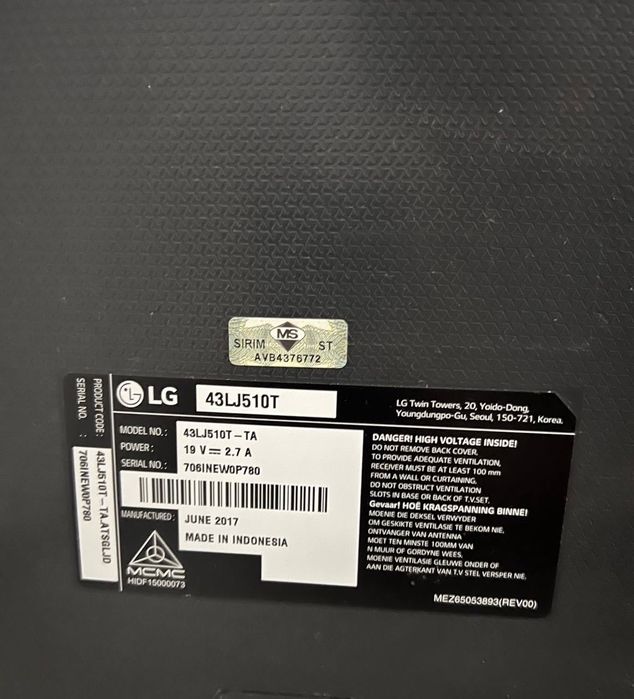 SIRIM MS ST
AVB4376772
LG 43LJ510T
LG Twin Towers, 20, Yoido-Dong,
Youngdungpo-Gu, Seoul, 150-721, Korea.
PRODUCT CODE : 43LJ510T-TA.ATSGLJD
SERIAL NO. : 706INEW0P780
MODEL NO. : 43LJ510T-TA
POWER : 19 V 2.7 A
SERIAL NO. : 706INEW0P780
MANUFACTURED : JUNE 2017
MADE IN INDONESIA
MCMC
HIDF15000073
DANGER! HIGH VOLTAGE INSIDE!
DO NOT REMOVE BACK COVER.
TO PROVIDE ADEQUATE VENTILATION,
RECEIVER MUST BE AT LEAST 100 mm
FROM A WALL OR CURTAINING.
DO NOT OBSTRUCT VENTILATION
SLOTS IN BASE OR BACK OF T.V.SET.
Gevaar! HOË KRAGSPANNING BINNE!
MOENIE DIE DEKSEL VERWYDER
OM GESKIKTE VENTILASIE TE BEKOM NIE.
ONTVANGER VAN ANTENNA
MOET TEN MINSTE 100MM VAN
N MUUR OF GORDYNE WEES.
MOENIE VENTILASIE GLEUWE ONDER OF
AAN DIE AGTERKANT VAN T.V STEL VERSPER NIE.
MEZ65053893(REV00)